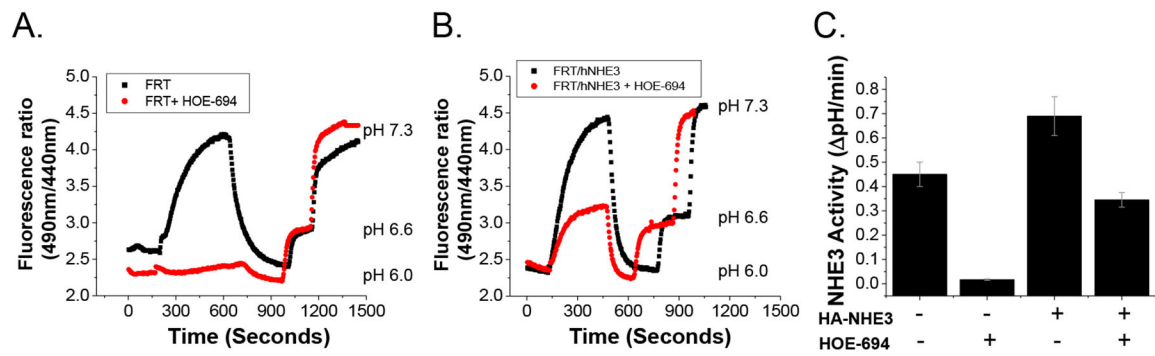 A.
Fluorescence ratio
(490nm/440nm)
5.0
4.5
4.0
3.5
3.0
2.5
2.0
FRT
FRT+ HOE-694
pH 7.3
pH 6.6
pH 6.0
0 300 600 900 1200 1500
Time (Seconds)
B.
Fluorescence ratio
(490nm/440nm)
5.0
4.5
4.0
3.5
3.0
2.5
2.0
FRT/hNHE3
FRT/hNHE3 + HOE-694
pH 7.3
pH 6.6
pH 6.0
0 300 600 900 1200 1500
Time (Seconds)
C.
NHE3 Activity (ΔpH/min)
0.8
0.7
0.6
0.5
0.4
0.3
0.2
0.1
0.0
HA-NHE3 - - + +
HOE-694 - + - +